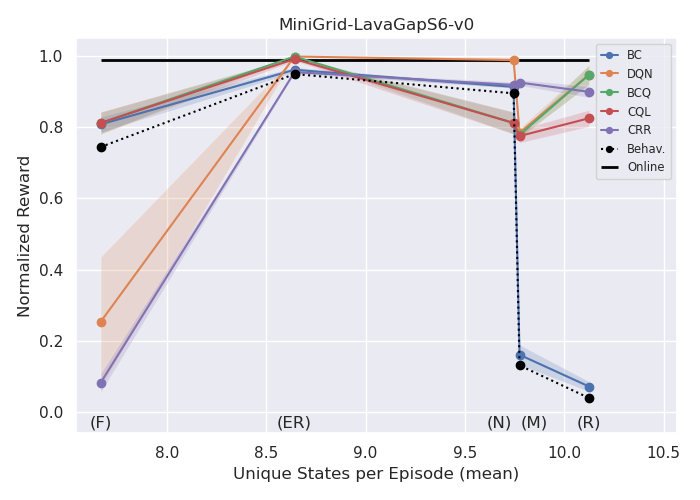 MiniGrid-LavaGapS6-v0
Normalized Reward
1.0
0.8
0.6
0.4
0.2
0.0
BC
DQN
BCQ
CQL
CRR
Behav.
Online
(F) (ER) (N) (M) (R)
8.0 8.5 9.0 9.5 10.0 10.5
Unique States per Episode (mean)